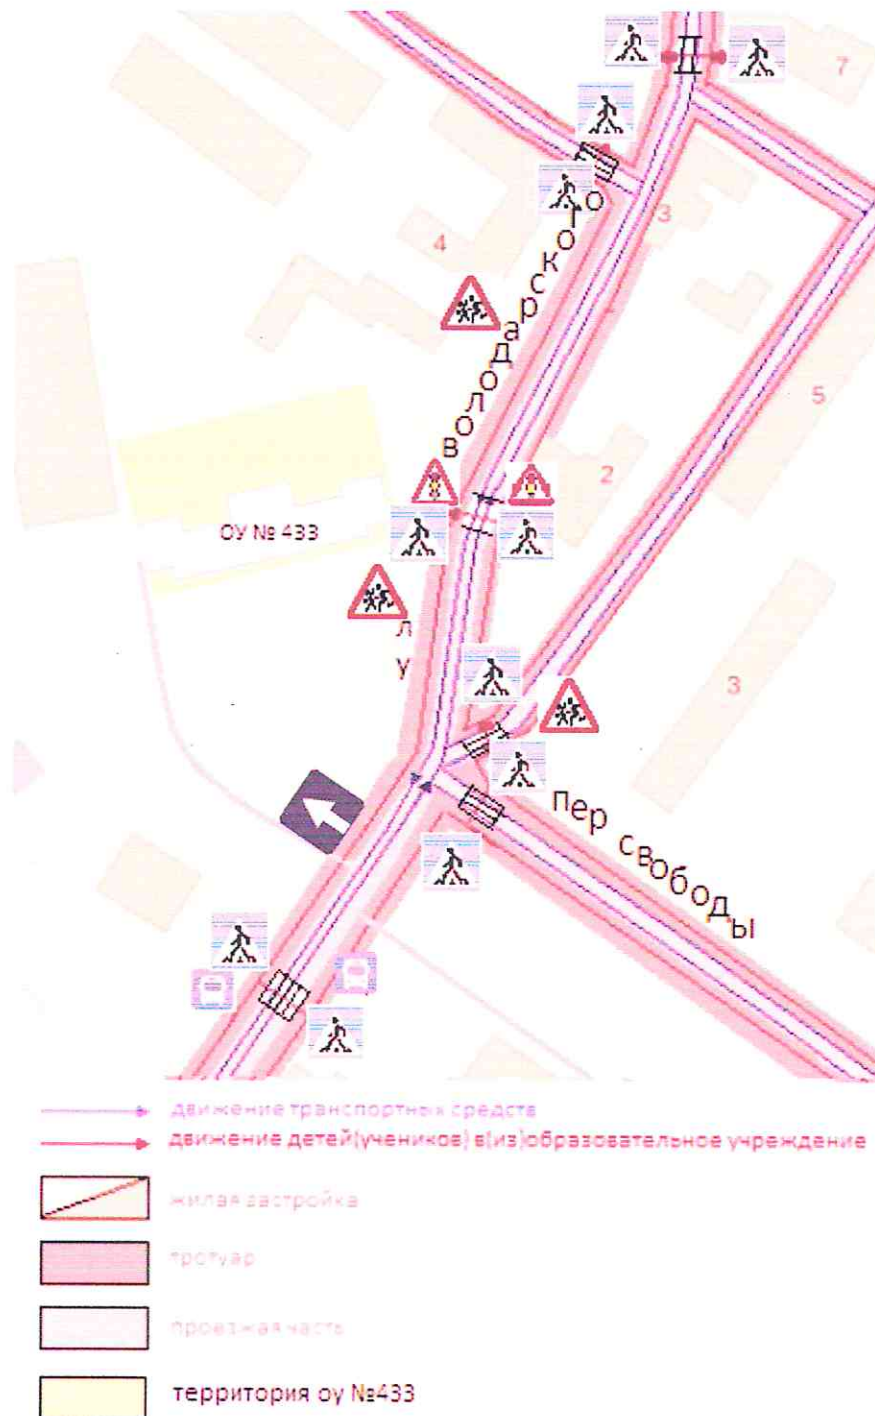 7
3
4
ул володарского
5
2
ОУ № 433
3
пер свободы
движение транспортных средств
движение детей(учеников) в(из)образовательное учреждение
жилая застройка
тротуар
проезжая часть
территория оу №433